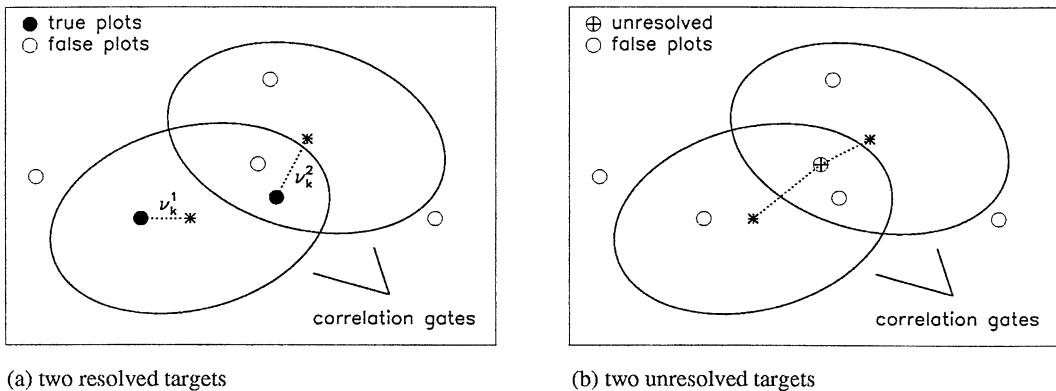 true plots
false plots
ν_k^1
ν_k^2
correlation gates
(a) two resolved targets
unresolved
false plots
correlation gates
(b) two unresolved targets